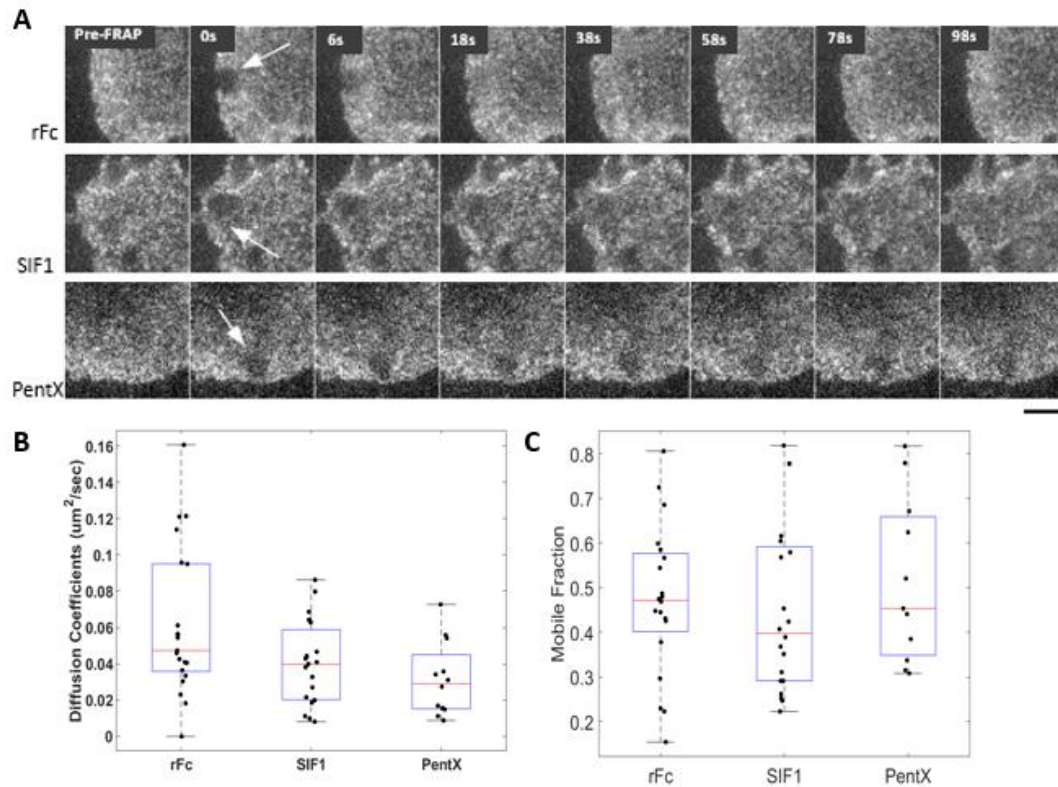 A
Pre-FRAP 0s 6s 18s 38s 58s 78s 98s
rFc
SIF1
PentX
B
Diffusion Coefficients (um^2/sec)
0.16
0.14
0.12
0.1
0.08
0.06
0.04
0.02
0
rFc SIF1 PentX
C
Mobile Fraction
0.8
0.7
0.6
0.5
0.4
0.3
0.2
rFc SIF1 PentX